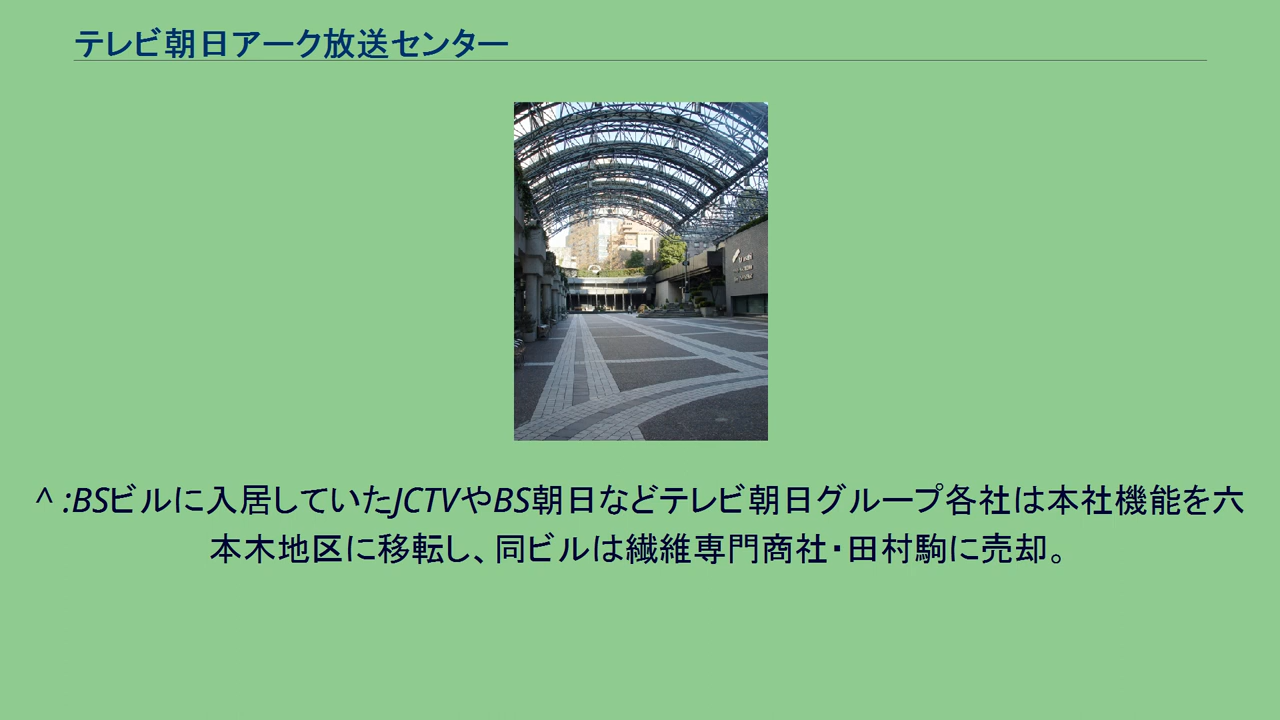 テレビ朝日アーク放送センター
^ :BSビルに入居していたJCTVやBS朝日などテレビ朝日グループ各社は本社機能を六
本木地区に移転し、同ビルは繊維専門商社・田村駒に売却。